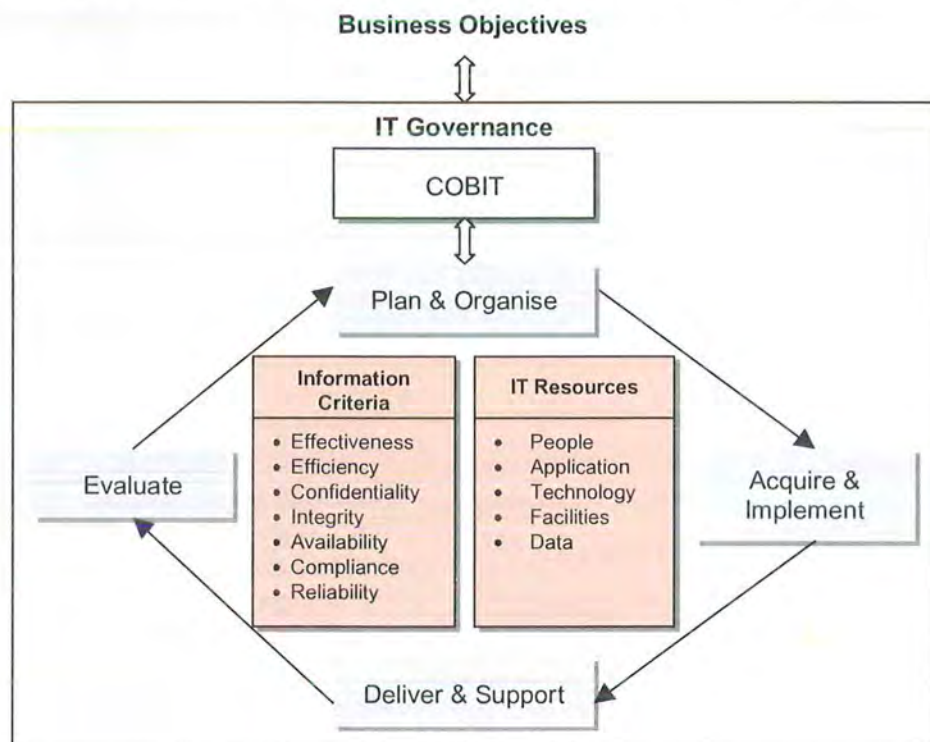 Business Objectives
IT Governance
COBIT
Plan & Organise
Information
Criteria
• Effectiveness
• Efficiency
• Confidentiality
• Integrity
• Availability
• Compliance
• Reliability
IT Resources
• People
• Application
• Technology
• Facilities
• Data
Evaluate
Acquire &
Implement
Deliver & Support